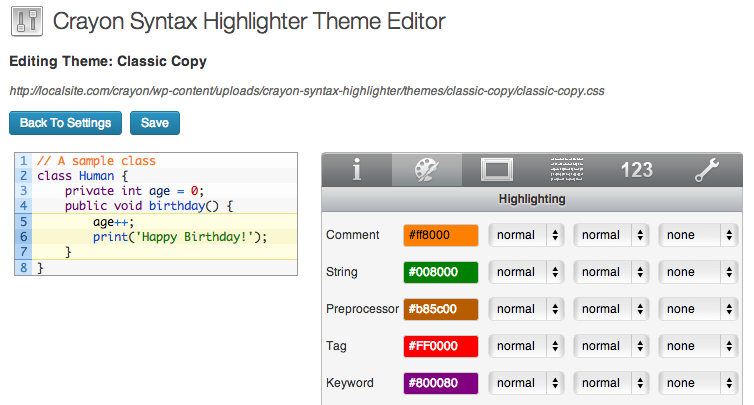 Crayon Syntax Highlighter Theme Editor
Editing Theme: Classic Copy
http://localsite.com/crayon/wp-content/uploads/crayon-syntax-highlighter/themes/classic-copy/classic-copy.css
Back To Settings Save
1 // A sample class
2 class Human {
3     private int age = 0;
4     public void birthday() {
5         age++;
6         print('Happy Birthday!');
7     }
8 }
i 123
Highlighting
Comment #ff8000 normal normal none
String #008000 normal normal none
Preprocessor #b85c00 normal normal none
Tag #FF0000 normal normal none
Keyword #800080 normal normal none